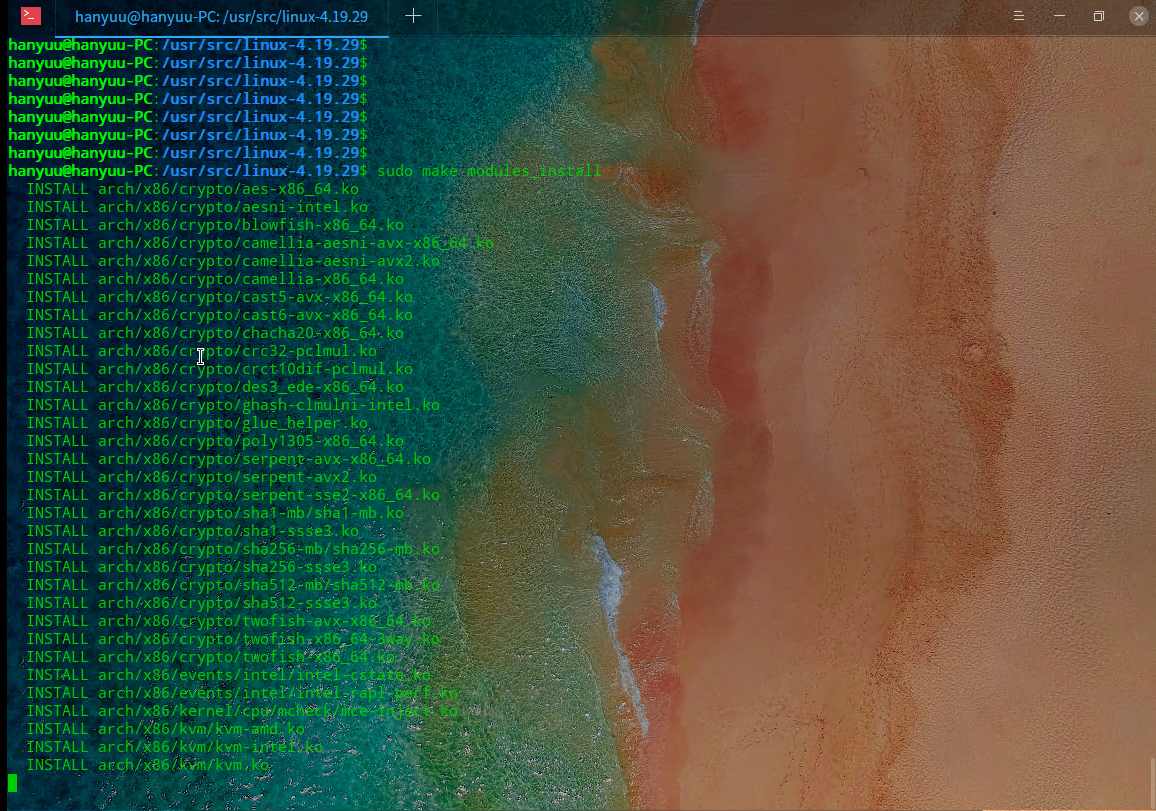 hanyuu@hanyuu-PC: /usr/src/linux-4.19.29
hanyuu@hanyuu-PC:/usr/src/linux-4.19.29$
hanyuu@hanyuu-PC:/usr/src/linux-4.19.29$
hanyuu@hanyuu-PC:/usr/src/linux-4.19.29$
hanyuu@hanyuu-PC:/usr/src/linux-4.19.29$
hanyuu@hanyuu-PC:/usr/src/linux-4.19.29$
hanyuu@hanyuu-PC:/usr/src/linux-4.19.29$
hanyuu@hanyuu-PC:/usr/src/linux-4.19.29$
hanyuu@hanyuu-PC:/usr/src/linux-4.19.29$ sudo make modules_install
INSTALL arch/x86/crypto/aes-x86_64.ko
INSTALL arch/x86/crypto/aesni-intel.ko
INSTALL arch/x86/crypto/blowfish-x86_64.ko
INSTALL arch/x86/crypto/camellia-aesni-avx-x86_64.ko
INSTALL arch/x86/crypto/camellia-aesni-avx2.ko
INSTALL arch/x86/crypto/camellia-x86_64.ko
INSTALL arch/x86/crypto/cast5-avx-x86_64.ko
INSTALL arch/x86/crypto/cast6-avx-x86_64.ko
INSTALL arch/x86/crypto/chacha20-x86_64.ko
INSTALL arch/x86/crypto/crc32-pclmul.ko
INSTALL arch/x86/crypto/crct10dif-pclmul.ko
INSTALL arch/x86/crypto/des3_ede-x86_64.ko
INSTALL arch/x86/crypto/ghash-clmulni-intel.ko
INSTALL arch/x86/crypto/glue_helper.ko
INSTALL arch/x86/crypto/poly1305-x86_64.ko
INSTALL arch/x86/crypto/serpent-avx-x86_64.ko
INSTALL arch/x86/crypto/serpent-avx2.ko
INSTALL arch/x86/crypto/serpent-sse2-x86_64.ko
INSTALL arch/x86/crypto/sha1-mb/sha1-mb.ko
INSTALL arch/x86/crypto/sha1-ssse3.ko
INSTALL arch/x86/crypto/sha256-mb/sha256-mb.ko
INSTALL arch/x86/crypto/sha256-ssse3.ko
INSTALL arch/x86/crypto/sha512-mb/sha512-mb.ko
INSTALL arch/x86/crypto/sha512-ssse3.ko
INSTALL arch/x86/crypto/twofish-avx-x86_64.ko
INSTALL arch/x86/crypto/twofish-x86_64-3way.ko
INSTALL arch/x86/crypto/twofish-x86_64.ko
INSTALL arch/x86/events/intel/intel-cstate.ko
INSTALL arch/x86/events/intel/intel-rapl-perf.ko
INSTALL arch/x86/kernel/cpu/mcheck/mce-inject.ko
INSTALL arch/x86/kvm/kvm-amd.ko
INSTALL arch/x86/kvm/kvm-intel.ko
INSTALL arch/x86/kvm/kvm.ko